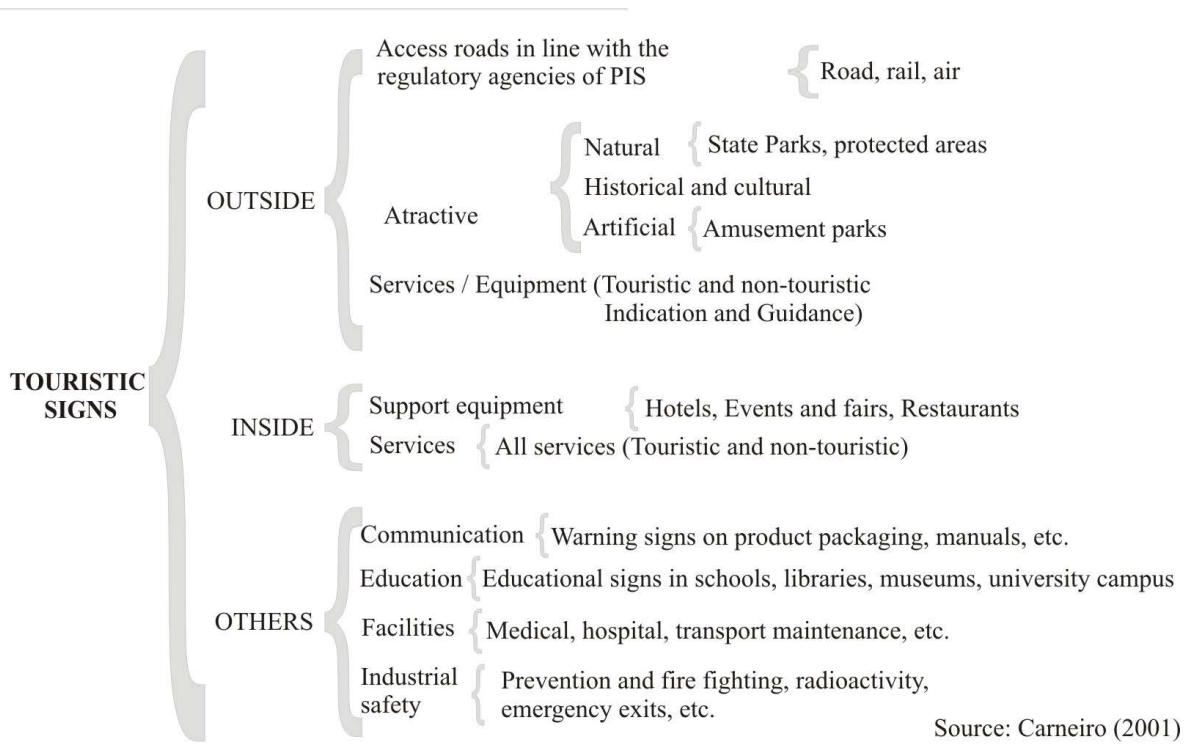 Access roads in line with the
regulatory agencies of PIS
Road, rail, air
Natural
State Parks, protected areas
Historical and cultural
OUTSIDE
Atractive
Artificial
Amusement parks
Services / Equipment (Touristic and non-touristic
Indication and Guidance)
TOURISTIC
SIGNS
Support equipment
Hotels, Events and fairs, Restaurants
INSIDE
Services
All services (Touristic and non-touristic)
Communication
Warning signs on product packaging, manuals, etc.
Education
Educational signs in schools, libraries, museums, university campus
OTHERS
Facilities
Medical, hospital, transport maintenance, etc.
Industrial
safety
Prevention and fire fighting, radioactivity,
emergency exits, etc.
Source: Carneiro (2001)